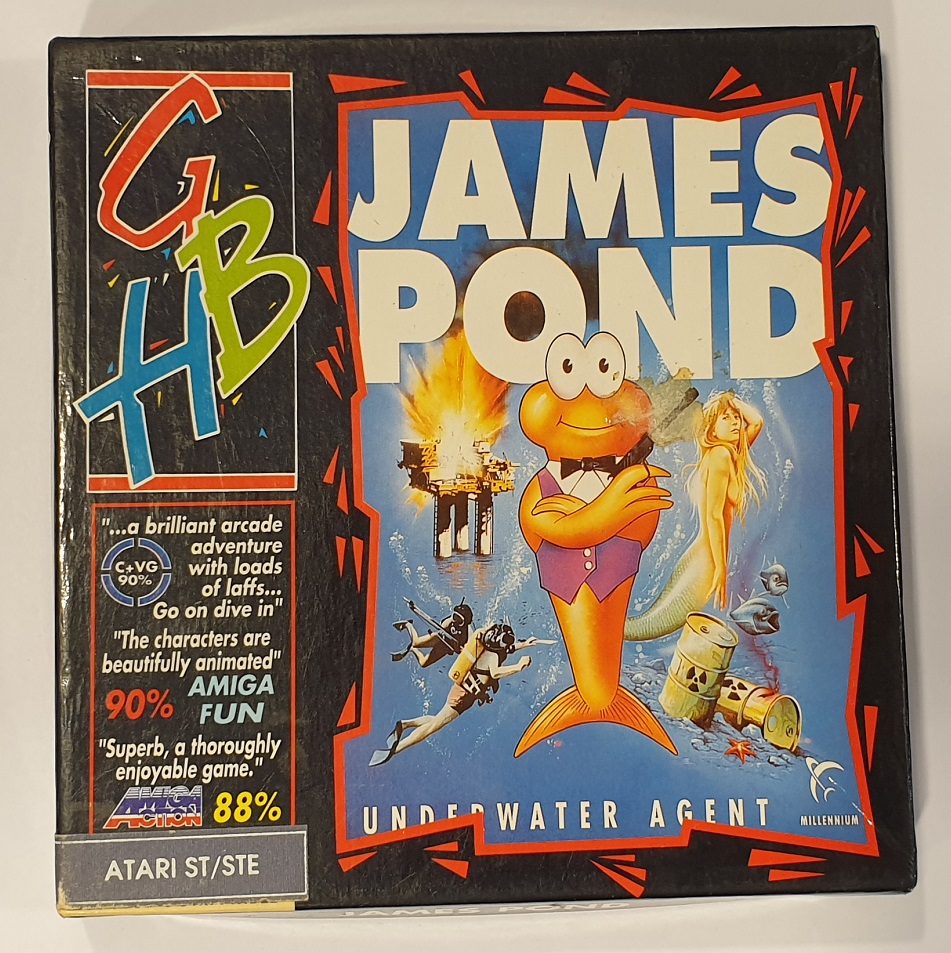 GBH
JAMES
POND
"...a brilliant arcade
adventure
with loads
of laffs...
Go on dive in"
C+VG
90%
"The characters are
beautifully animated"
90% AMIGA
FUN
"Superb, a thoroughly
enjoyable game."
AMIGA
ACTION 88%
ATARI ST/STE
UNDERWATER AGENT
MILLENNIUM
JAMES POND